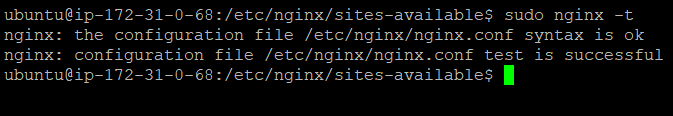 ubuntu@ip-172-31-0-68:/etc/nginx/sites-available$ sudo nginx -t
nginx: the configuration file /etc/nginx/nginx.conf syntax is ok
nginx: configuration file /etc/nginx/nginx.conf test is successful
ubuntu@ip-172-31-0-68:/etc/nginx/sites-available$